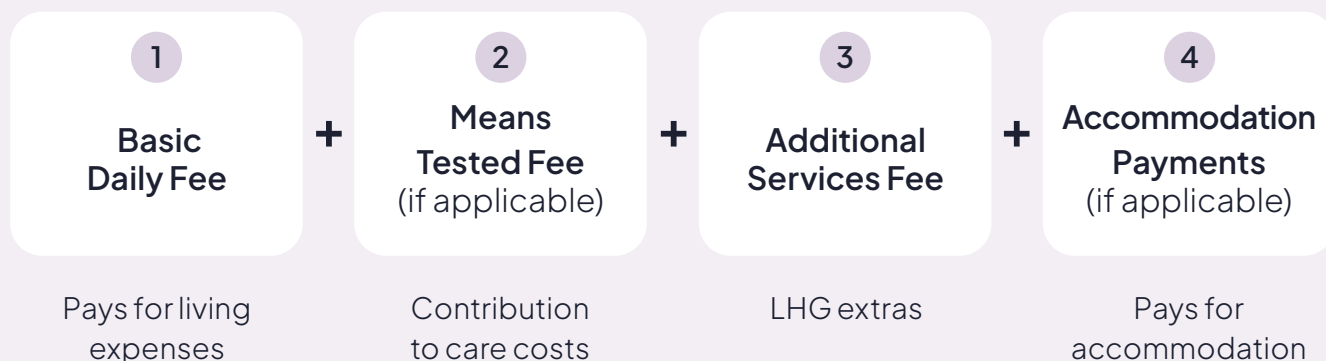 1
Basic
Daily Fee
Pays for living
expenses
+
2
Means
Tested Fee
(if applicable)
Contribution
to care costs
+
3
Additional
Services Fee
LHG extras
+
4
Accommodation
Payments
(if applicable)
Pays for
accommodation